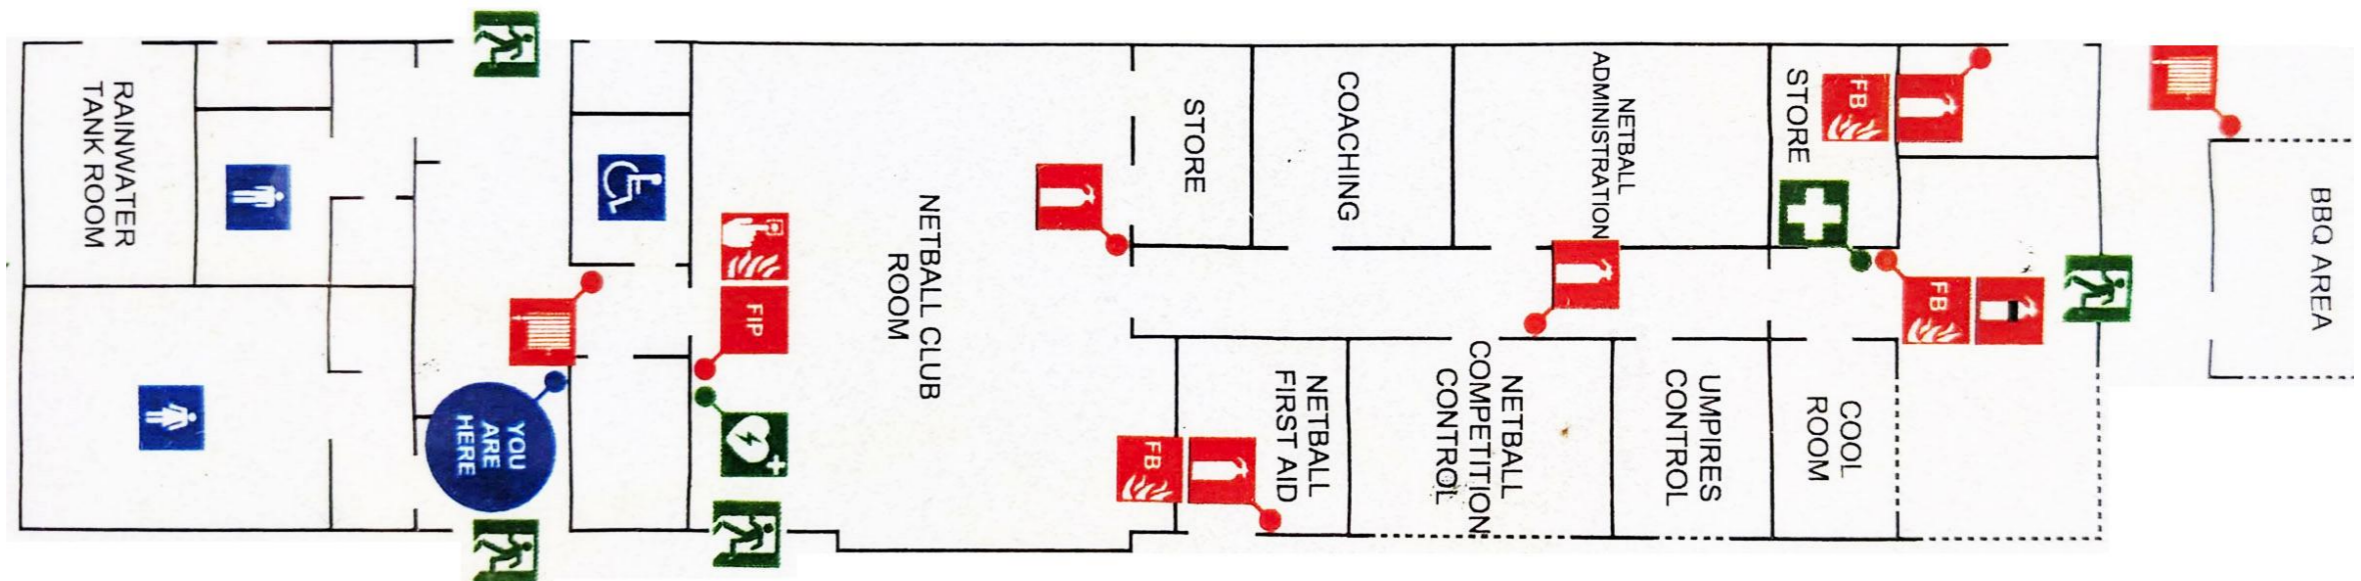 RAINWATER
TANK ROOM
YOU
ARE
HERE
FIP
NETBALL CLUB
ROOM
STORE
COACHING
NETBALL
ADMINISTRATION
STORE
FB
FB
FB
NETBALL
FIRST AID
NETBALL
COMPETITION
CONTROL
UMPIRES
CONTROL
COOL
ROOM
BBQ AREA